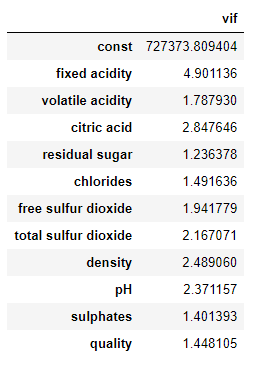 vif
const 727373.809404
fixed acidity 4.901136
volatile acidity 1.787930
citric acid 2.847646
residual sugar 1.236378
chlorides 1.491636
free sulfur dioxide 1.941779
total sulfur dioxide 2.167071
density 2.489060
pH 2.371157
sulphates 1.401393
quality 1.448105